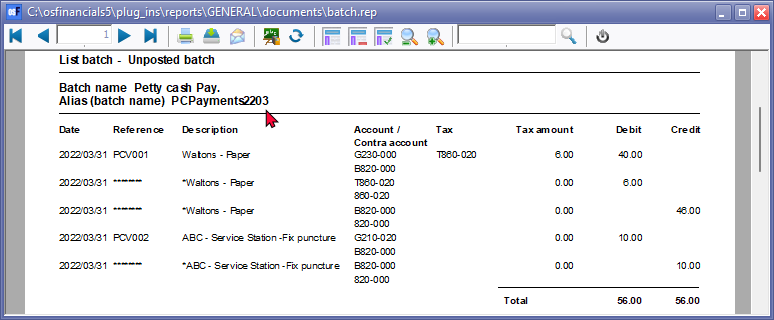 C:\osfinancials5\plug_ins\reports\GENERAL\documents\batch.rep
1
List batch - Unposted batch
Batch name Petty cash Pay.
Alias (batch name) PCPayments2203
Date Reference Description Account / Contra account Tax Tax amount Debit Credit
2022/03/31 PCV001 Waltons - Paper G230-000 T860-020 6.00 40.00
B820-000
2022/03/31 ******** *Waltons - Paper T860-020 0.00 6.00
860-020
2022/03/31 ******** *Waltons - Paper B820-000 0.00 46.00
820-000
2022/03/31 PCV002 ABC - Service Station -Fix puncture G210-020 0.00 10.00
B820-000
2022/03/31 ******** *ABC - Service Station -Fix puncture B820-000 0.00 10.00
820-000
Total 56.00 56.00